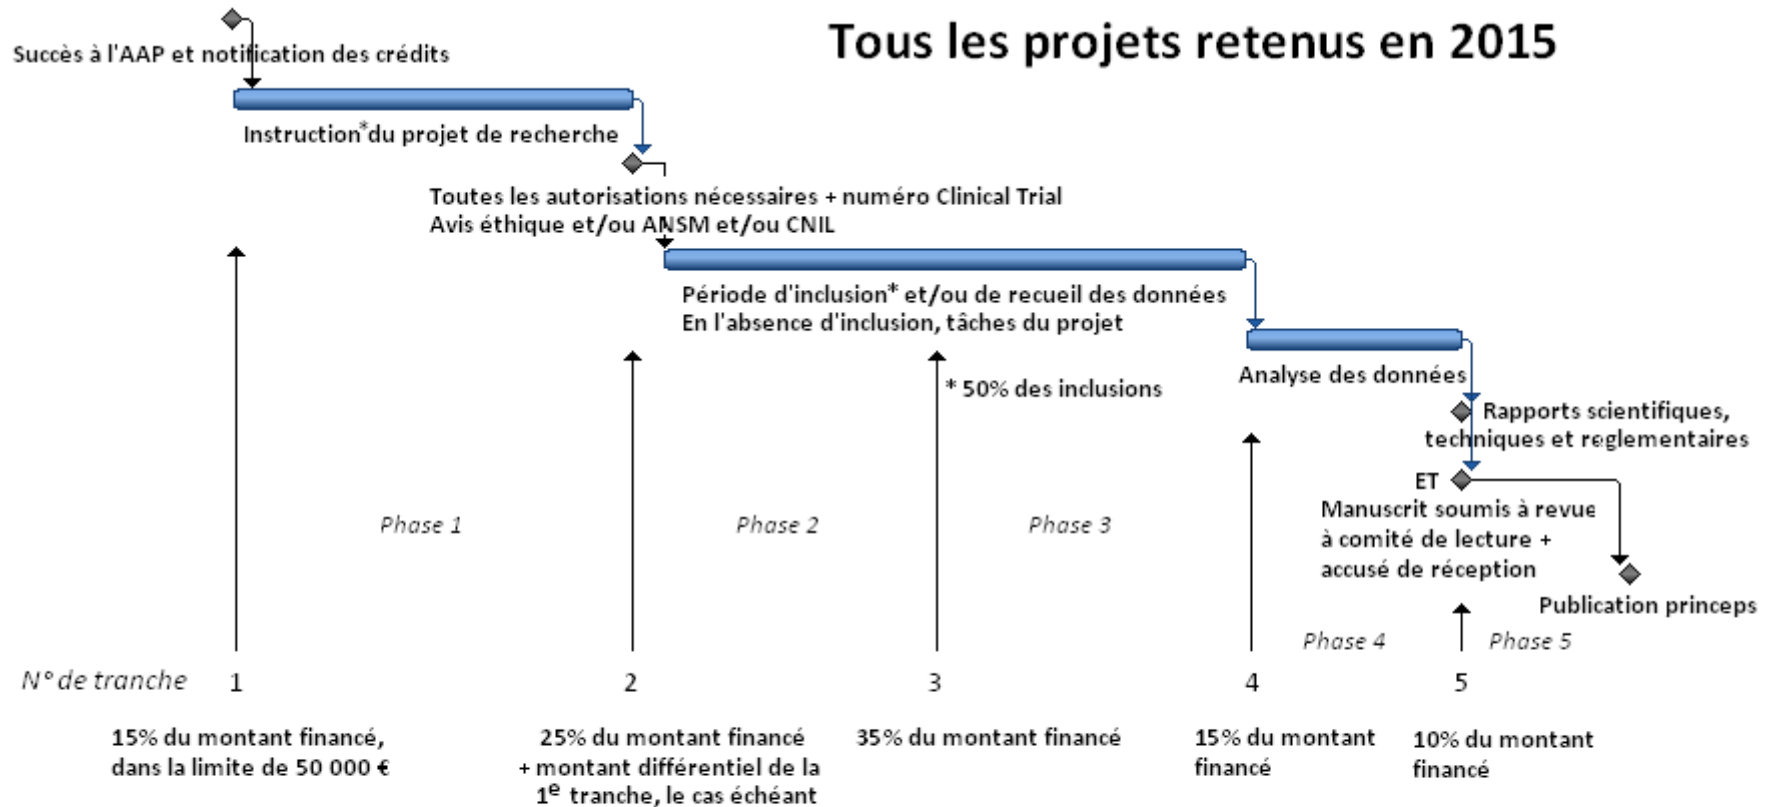 Tous les projets retenus en 2015
Succès à l'AAP et notification des crédits
Instruction* du projet de recherche
Toutes les autorisations nécessaires + numéro Clinical Trial
Avis éthique et/ou ANSM et/ou CNIL
Période d'inclusion* et/ou de recueil des données
En l'absence d'inclusion, tâches du projet
* 50% des inclusions
Analyse des données
Rapports scientifiques,
techniques et reglementaires
ET
Manuscrit soumis à revue
à comité de lecture +
accusé de réception
Publication princeps
Phase 1
Phase 2
Phase 3
Phase 4
Phase 5
N° de tranche 1 2 3 4 5
15% du montant financé,
dans la limite de 50 000 €
25% du montant financé
+ montant différentiel de la
1e tranche, le cas échéant
35% du montant financé
15% du montant
financé
10% du montant
financé